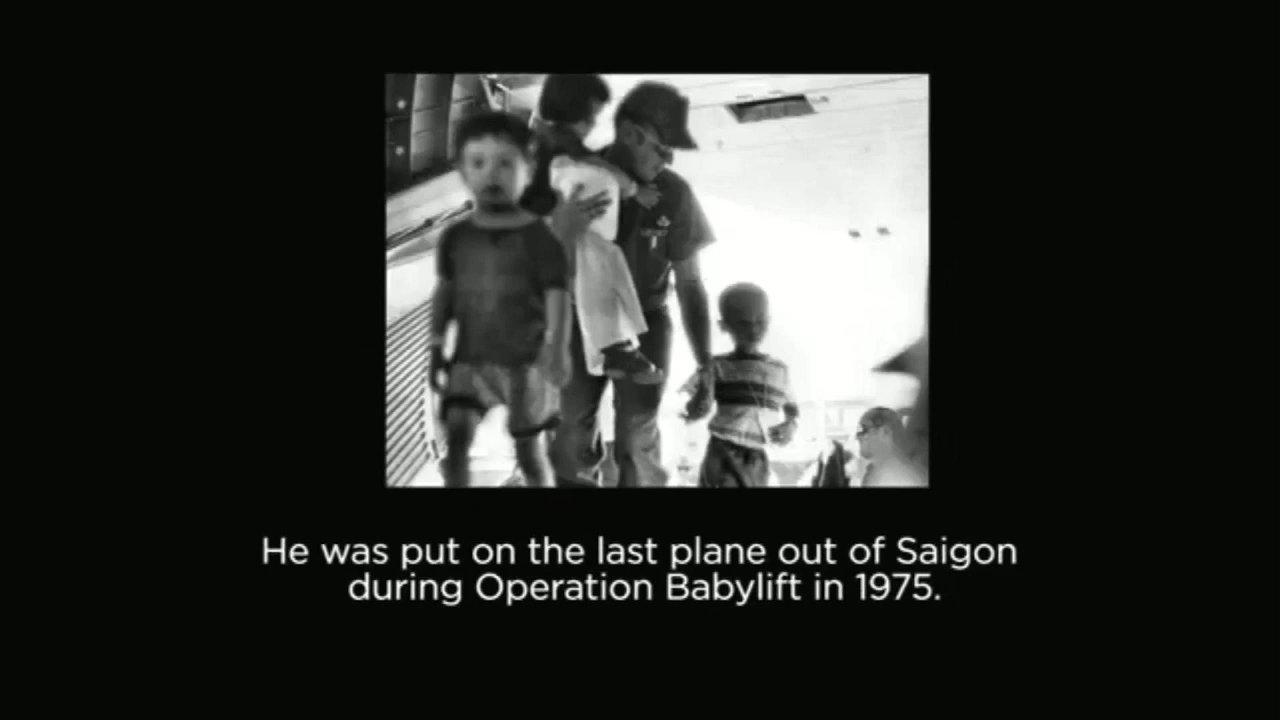 He was put on the last plane out of Saigon
during Operation Babylift in 1975.